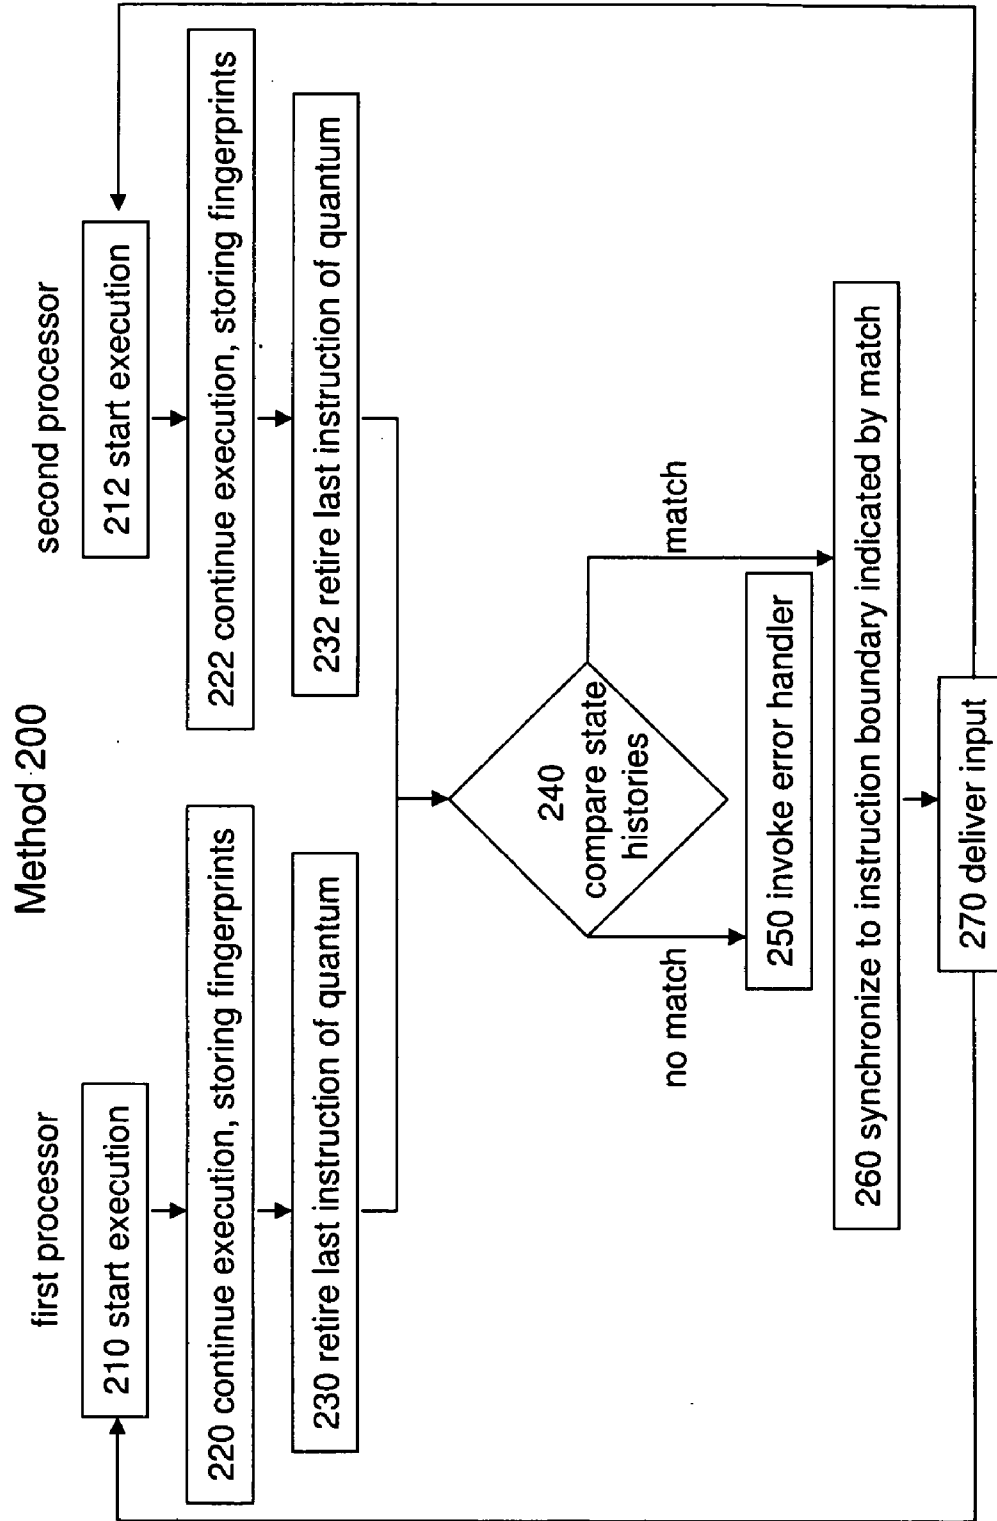 Method 200
first processor
second processor
210 start execution
212 start execution
220 continue execution, storing fingerprints
222 continue execution, storing fingerprints
230 retire last instruction of quantum
232 retire last instruction of quantum
240
compare state
histories
no match
match
250 invoke error handler
260 synchronize to instruction boundary indicated by match
270 deliver input